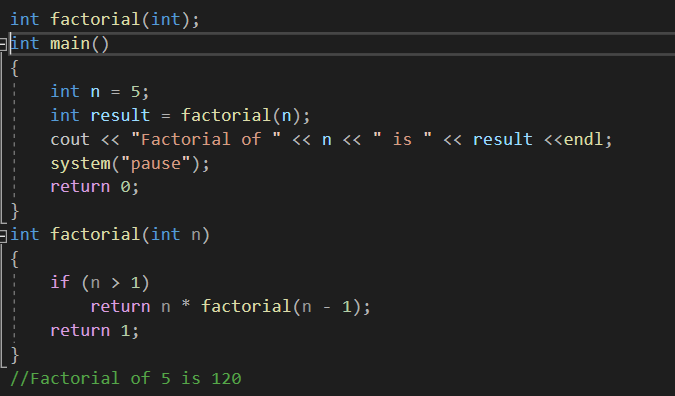 int factorial(int);
int main()
{
    int n = 5;
    int result = factorial(n);
    cout << "Factorial of " << n << " is " << result <<endl;
    system("pause");
    return 0;
}
int factorial(int n)
{
    if (n > 1)
        return n * factorial(n - 1);
    return 1;
}
//Factorial of 5 is 120